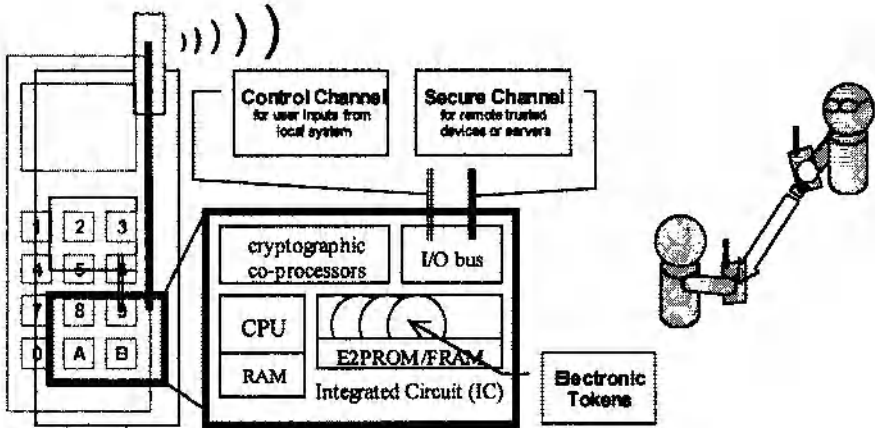 Control Channel
for user inputs from
local system
Secure Channel
for remote trusted
devices or servers
1 2 3
4 5 6
7 8 9
0 A B
cryptographic
co-processors
I/O bus
CPU
RAM
E2PROM/FRAM
Integrated Circuit (IC)
Electronic
Tokens